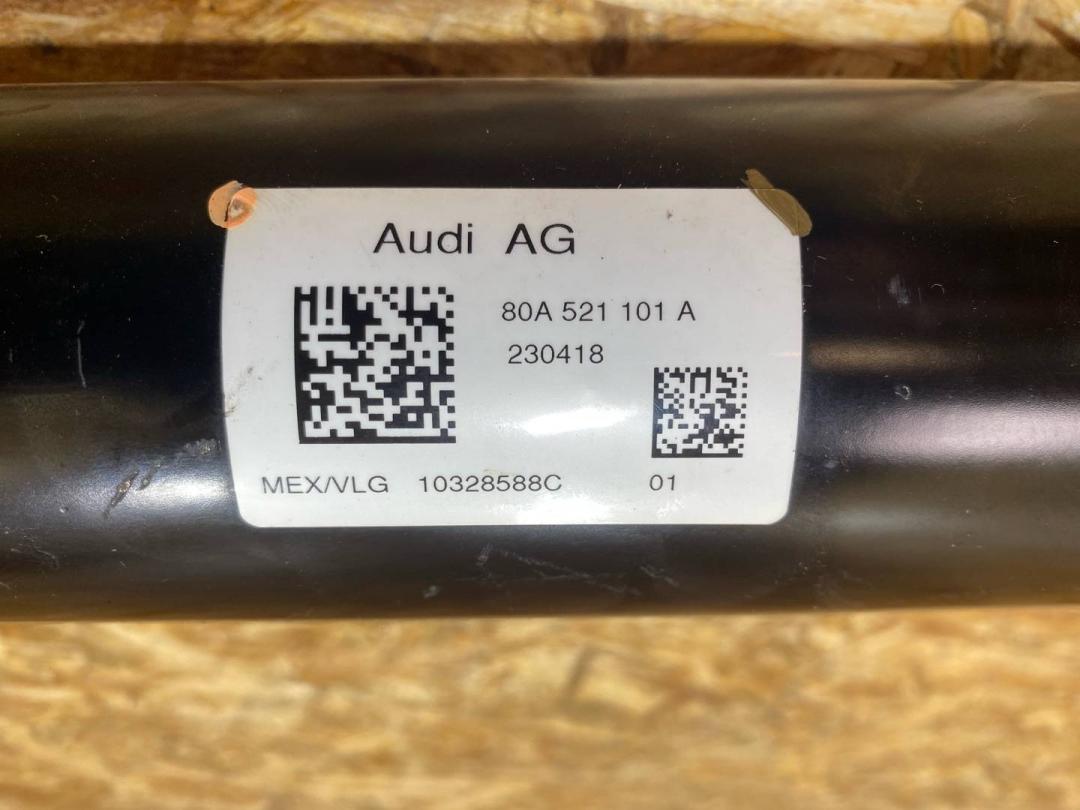 Audi AG
80A 521 101 A
230418
MEX/VLG 10328588C 01